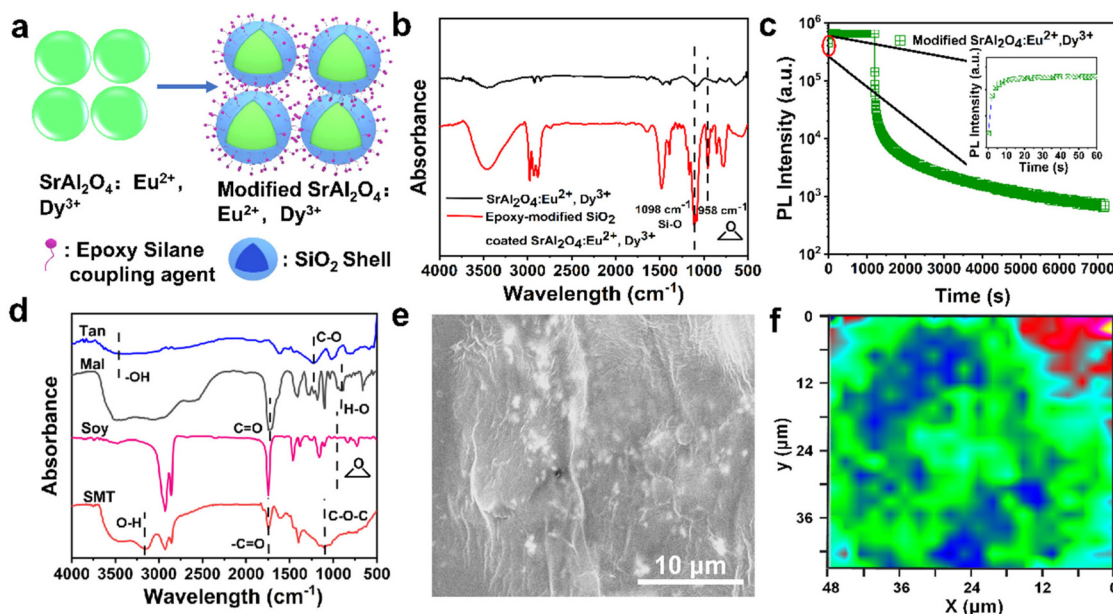 a
SrAl₂O₄: Eu²⁺,
Dy³⁺
Modified SrAl₂O₄:
Eu²⁺, Dy³⁺
: Epoxy Silane
coupling agent
: SiO₂ Shell
b
Absorbance
SrAl₂O₄:Eu²⁺, Dy³⁺
Epoxy-modified SiO₂
coated SrAl₂O₄:Eu²⁺, Dy³⁺
1098 cm⁻¹
Si-O
958 cm⁻¹
O
4000 3500 3000 2500 2000 1500 1000 500
Wavelength (cm⁻¹)
c
PL Intensity (a.u.)
10⁶
10⁵
10⁴
10³
10²
Modified SrAl₂O₄:Eu²⁺,Dy³⁺
PL Intensity (a.u.)
0 10 20 30 40 50 60
Time (s)
0 1000 2000 3000 4000 5000 6000 7000
Time (s)
d
Absorbance
Tan
-OH
C-O
Mal
C=O
H-O
Soy
O
SMT
O-H
-C=O
C-O-C
4000 3500 3000 2500 2000 1500 1000 500
Wavelength (cm⁻¹)
e
10 μm
f
y (μm)
0
12
24
36
48 36 24 12 0
X (μm)